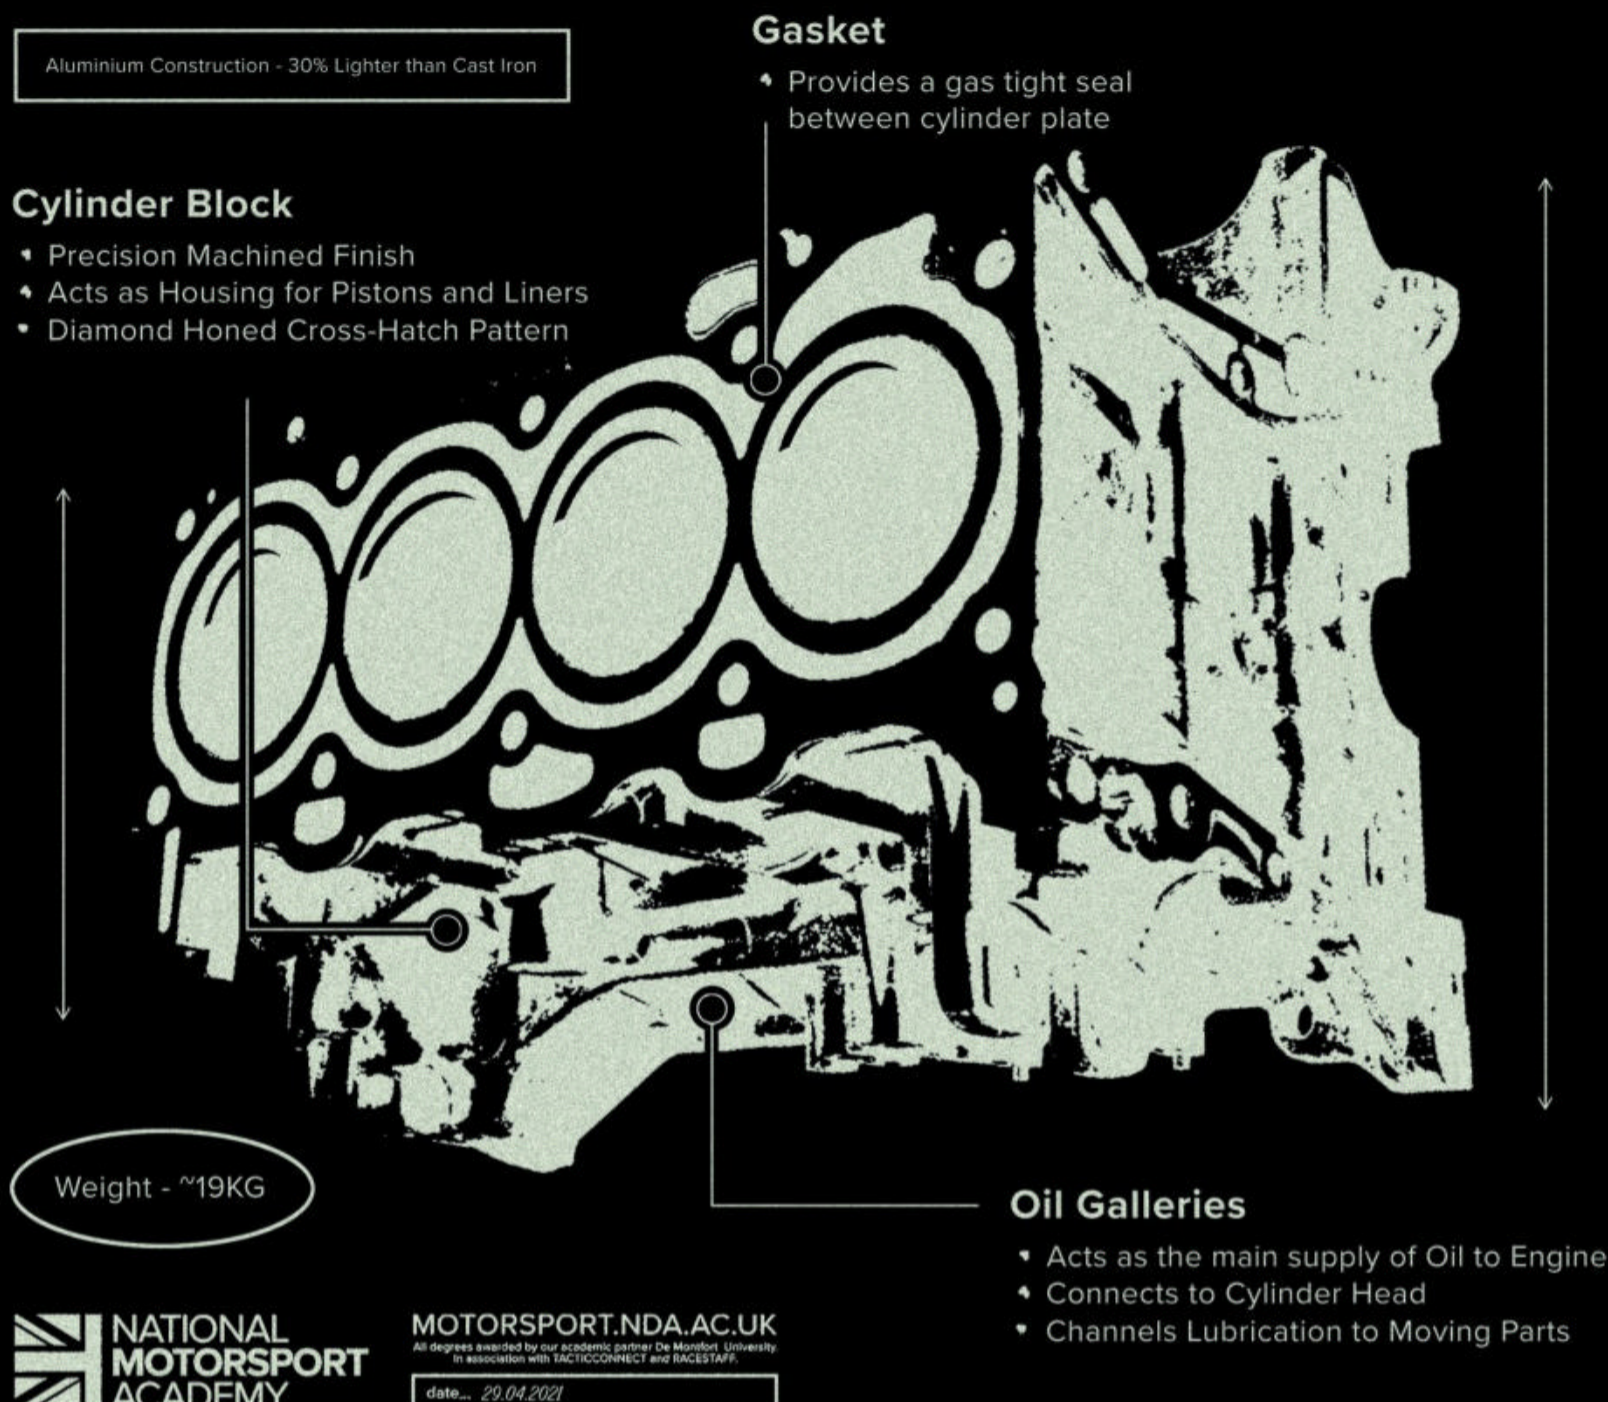 Aluminium Construction - 30% Lighter than Cast Iron
Gasket
Provides a gas tight seal
between cylinder plate
Cylinder Block
Precision Machined Finish
Acts as Housing for Pistons and Liners
Diamond Honed Cross-Hatch Pattern
Weight - ~19KG
Oil Galleries
Acts as the main supply of Oil to Engine
Connects to Cylinder Head
Channels Lubrication to Moving Parts
NATIONAL
MOTORSPORT
ACADEMY
MOTORSPORT.NDA.AC.UK
All degrees awarded by our academic partner De Montfort University.
In association with TACTICCONNECT and RACESTAFF.
date... 29.04.2021